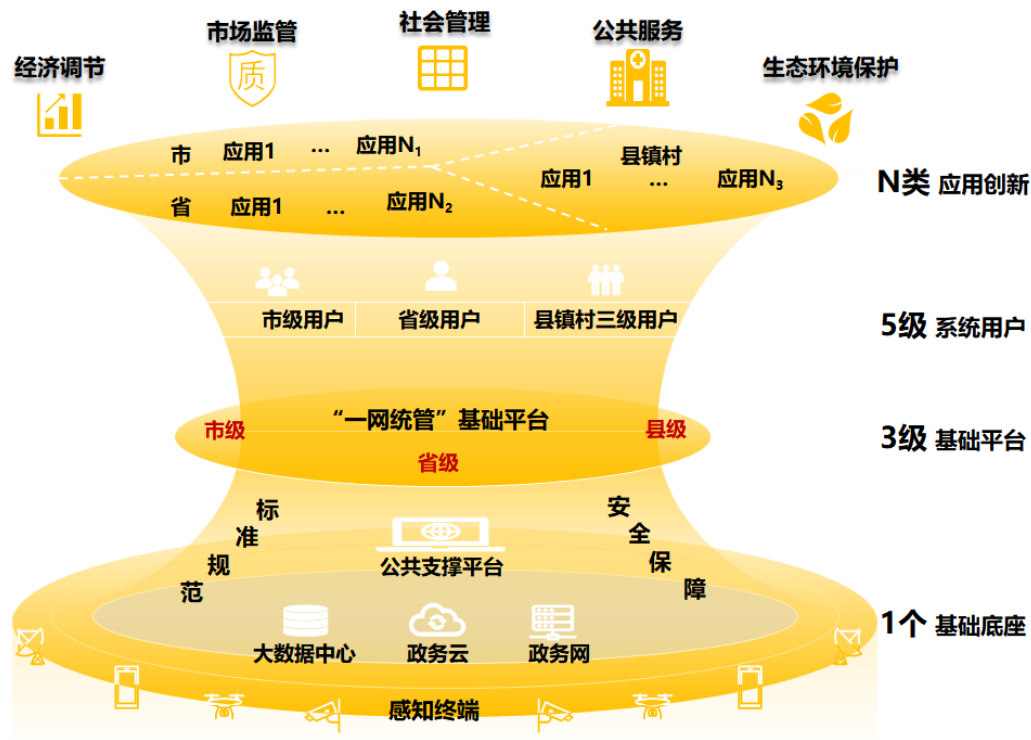 经济调节
市场监管
社会管理
公共服务
生态环境保护
质
市 应用1 … 应用N1
县镇村
应用1 … 应用N3
省 应用1 … 应用N2
N类 应用创新
市级用户 省级用户 县镇村三级用户
5级 系统用户
“一网统管”基础平台
市级 县级
省级
3级 基础平台
标准规范
安全保障
公共支撑平台
大数据中心 政务云 政务网
1个 基础底座
感知终端